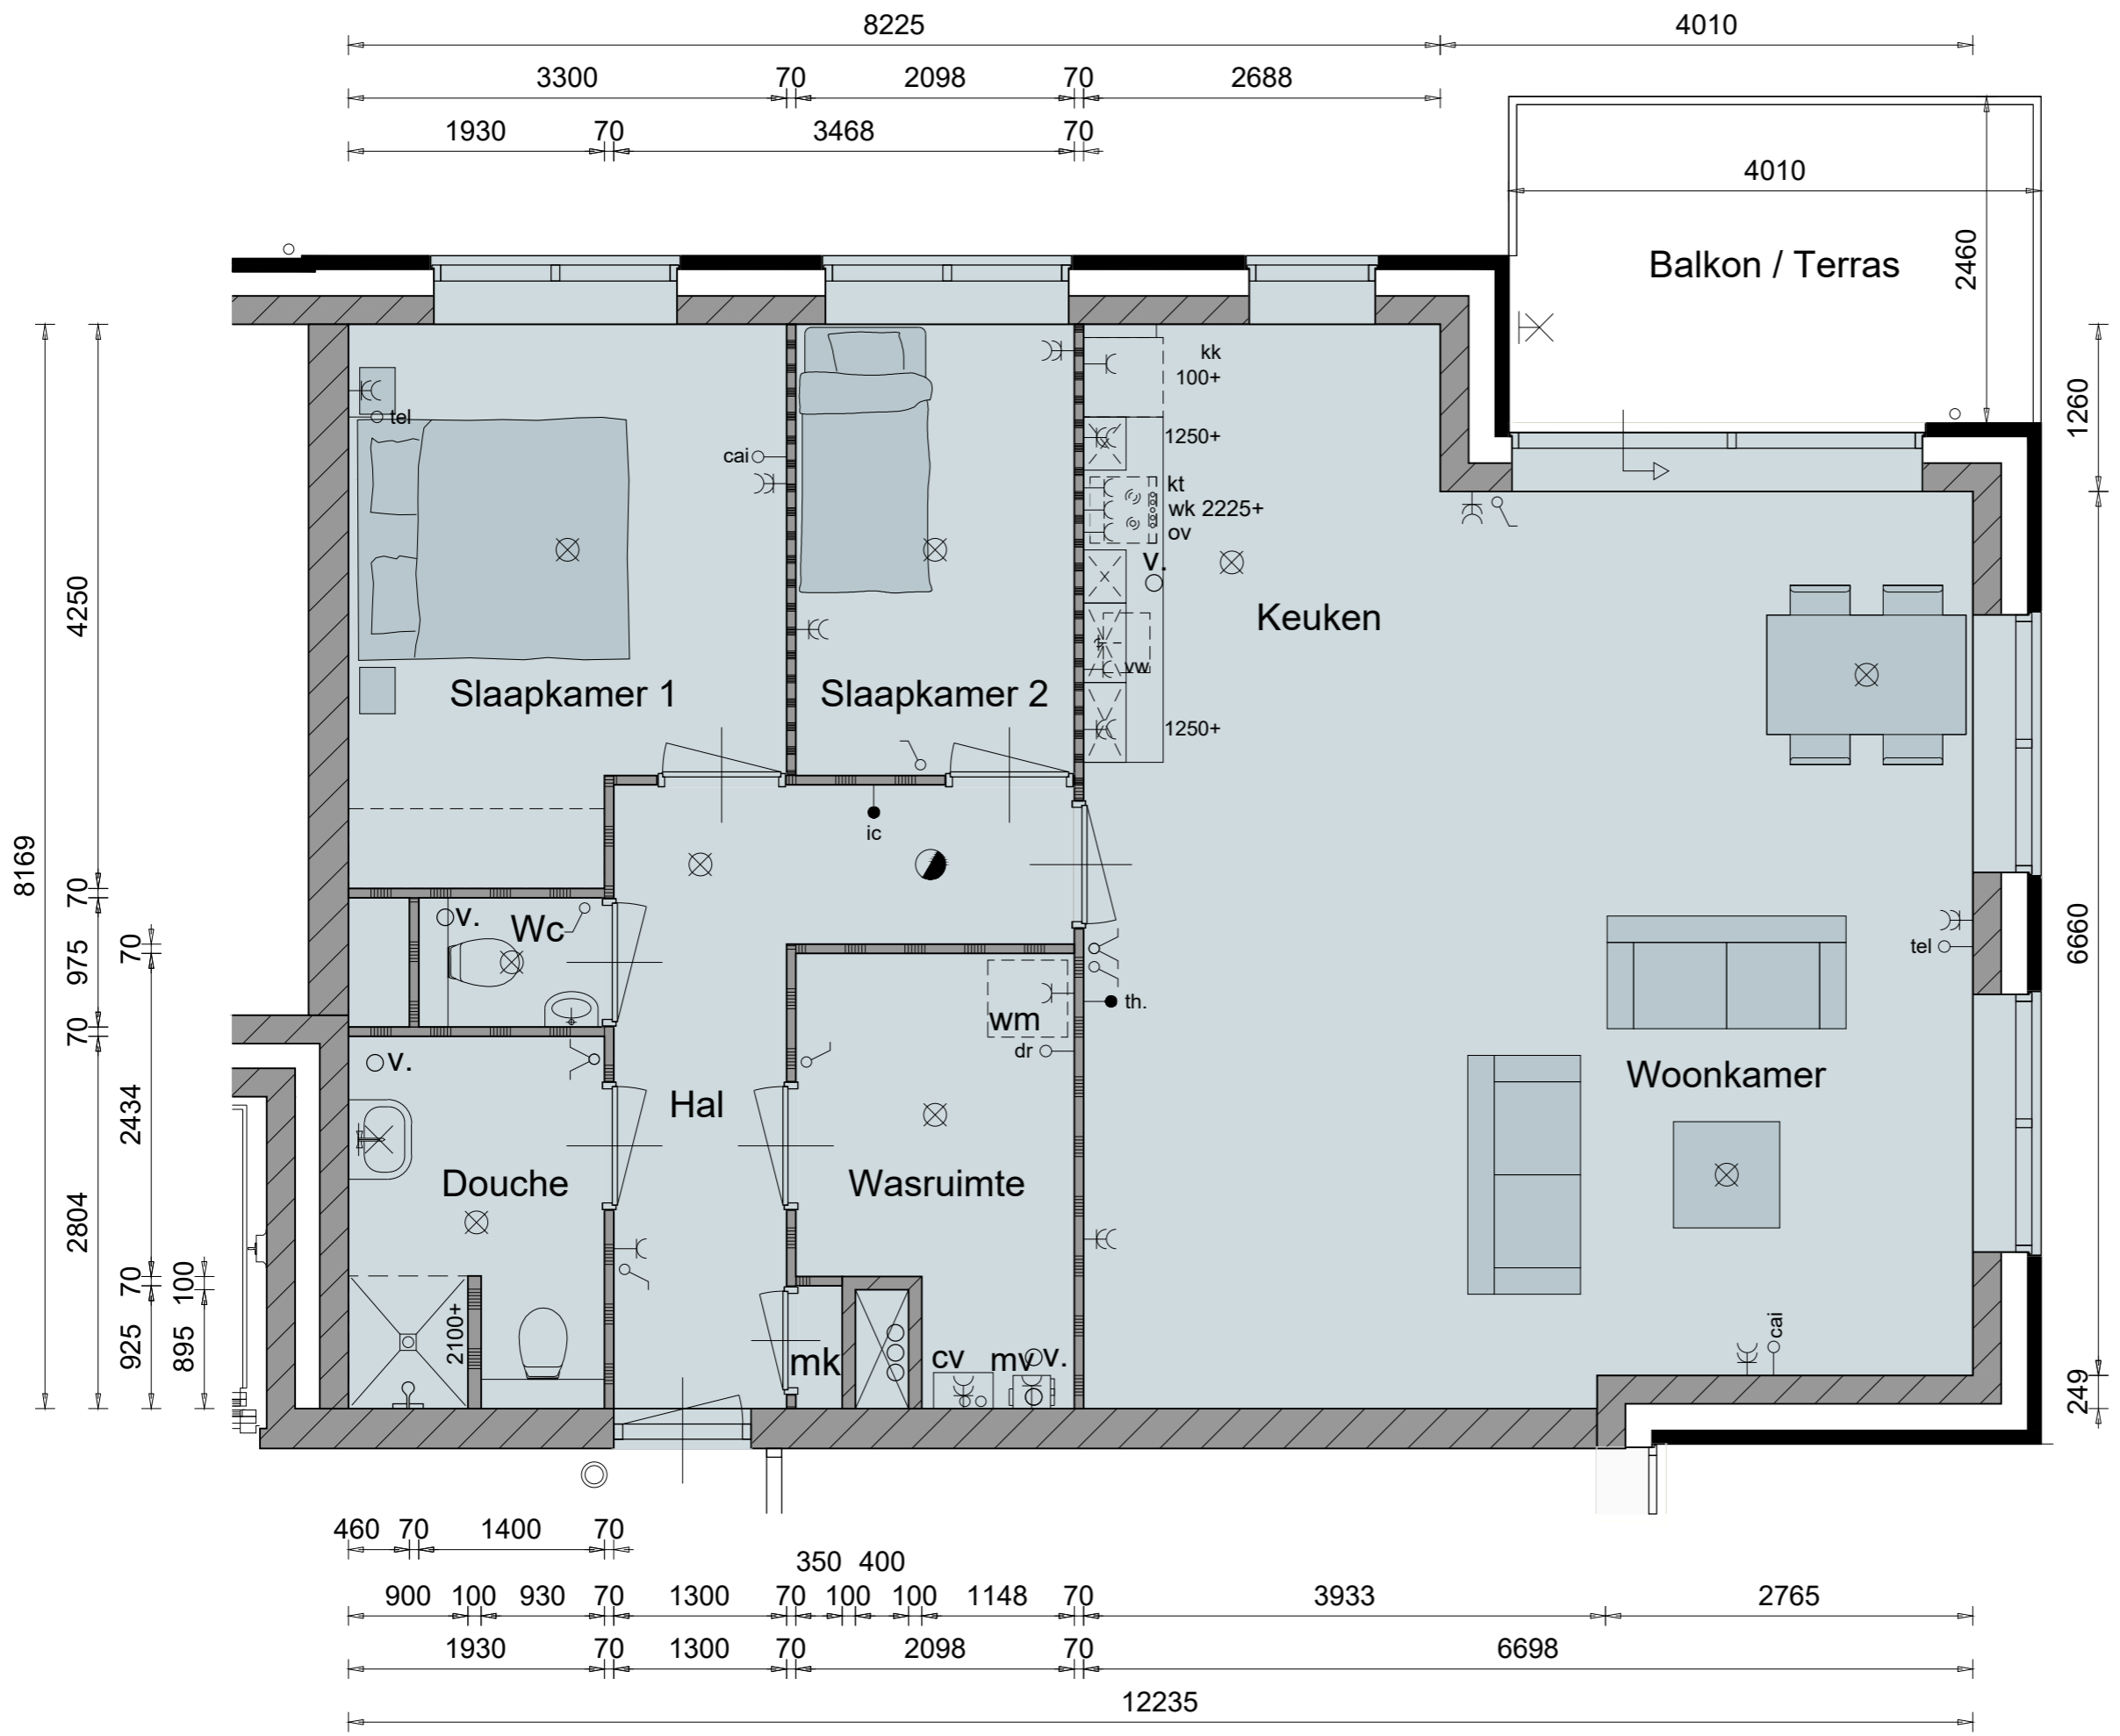 8225 4010
3300 70 2098 70 2688
1930 70 3468 70
4010
2460
Balkon / Terras
kk
100+
tel
1250+
cai
kt
wk 2225+
ov
v.
Keuken
vw
Slaapkamer 1 Slaapkamer 2
1250+
ic
v. Wc
tel
th.
wm
dr
v.
Hal
Woonkamer
Douche Wasruimte
2100+
cai
mk cv mv v.
8169
4250
70
975
70
2804
70
2434
70
925
100
895
1260
6660
249
460 70 1400 70
350 400
900 100 930 70 1300 70 100 100 1148 70 3933 2765
1930 70 1300 70 2098 70 6698
12235